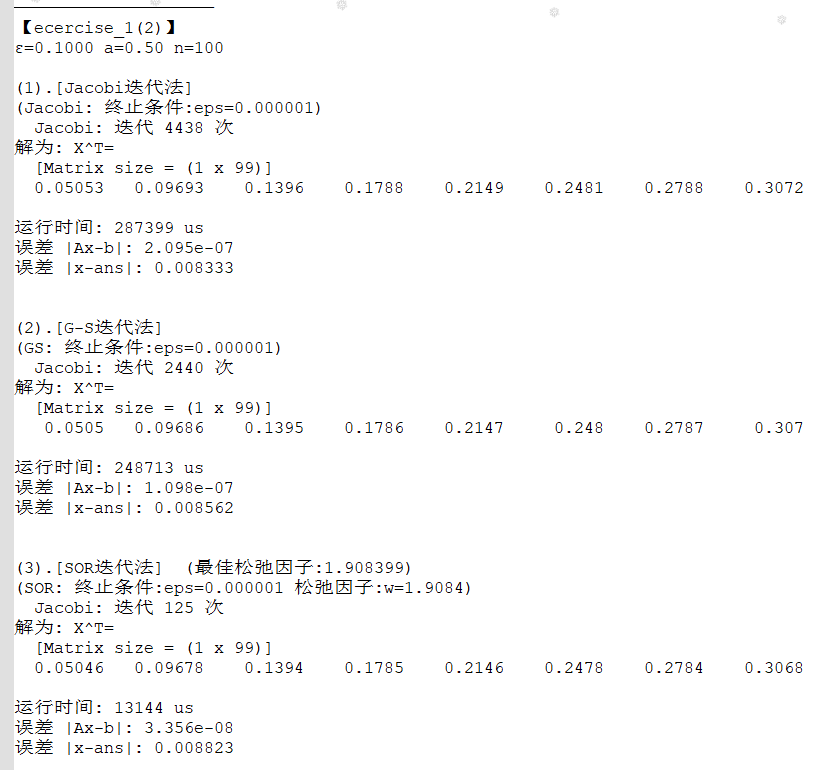 【ecercise_1(2)】
ε=0.1000 a=0.50 n=100
(1).[Jacobi迭代法]
(Jacobi: 终止条件:eps=0.000001)
Jacobi: 迭代 4438 次
解为: X^T=
[Matrix size = (1 x 99)]
0.05053 0.09693 0.1396 0.1788 0.2149 0.2481 0.2788 0.3072
运行时间: 287399 us
误差 |Ax-b|: 2.095e-07
误差 |x-ans|: 0.008333
(2).[G-S迭代法]
(GS: 终止条件:eps=0.000001)
Jacobi: 迭代 2440 次
解为: X^T=
[Matrix size = (1 x 99)]
0.0505 0.09686 0.1395 0.1786 0.2147 0.248 0.2787 0.307
运行时间: 248713 us
误差 |Ax-b|: 1.098e-07
误差 |x-ans|: 0.008562
(3).[SOR迭代法] (最佳松弛因子:1.908399)
(SOR: 终止条件:eps=0.000001 松弛因子:w=1.9084)
Jacobi: 迭代 125 次
解为: X^T=
[Matrix size = (1 x 99)]
0.05046 0.09678 0.1394 0.1785 0.2146 0.2478 0.2784 0.3068
运行时间: 13144 us
误差 |Ax-b|: 3.356e-08
误差 |x-ans|: 0.008823